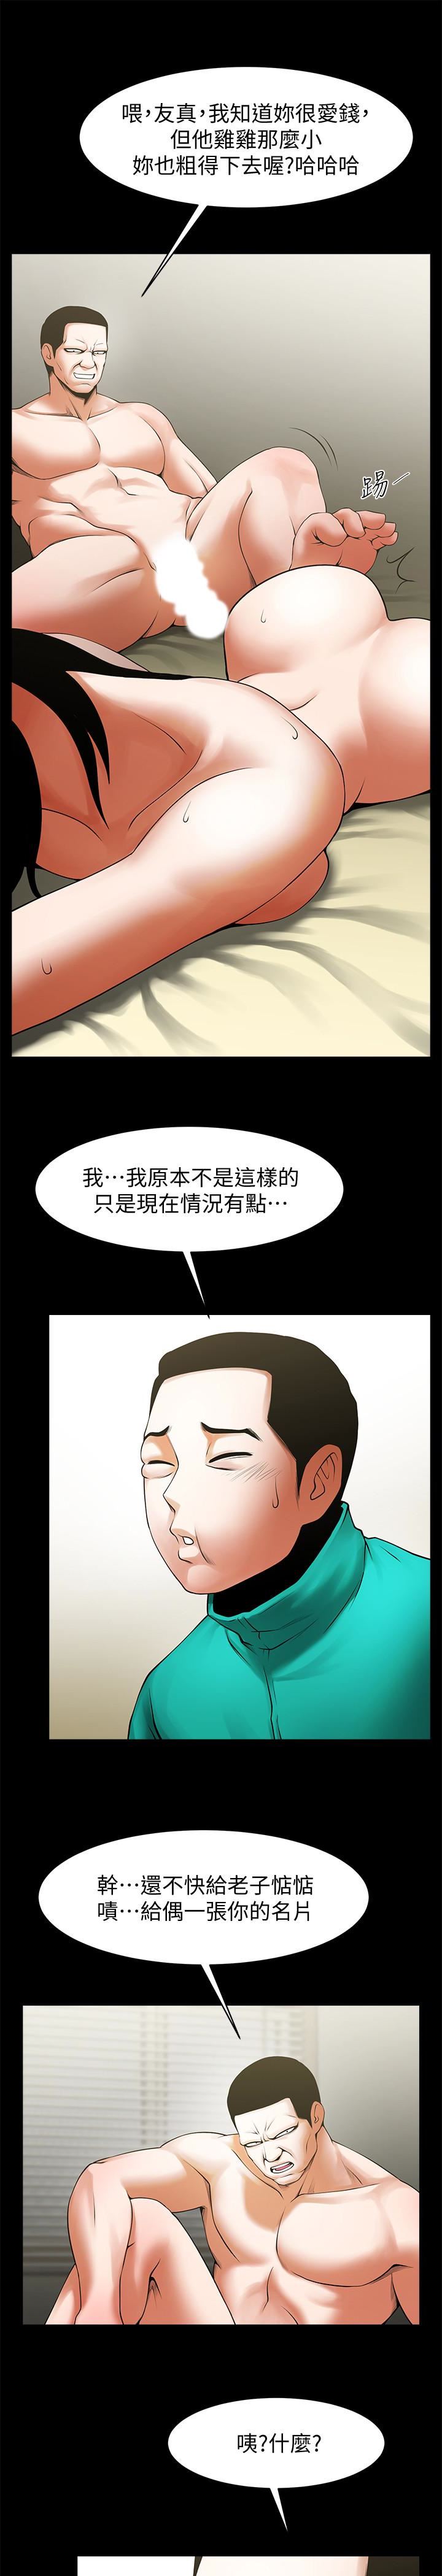 喂,友真,我知道妳很愛錢,
但他雞雞那麼小
妳也粗得下去喔?哈哈哈
踢
我…我原本不是這樣的
只是現在情況有點…
幹…還不快給老子惦惦
嘖…給偶一張你的名片
咦?什麼?